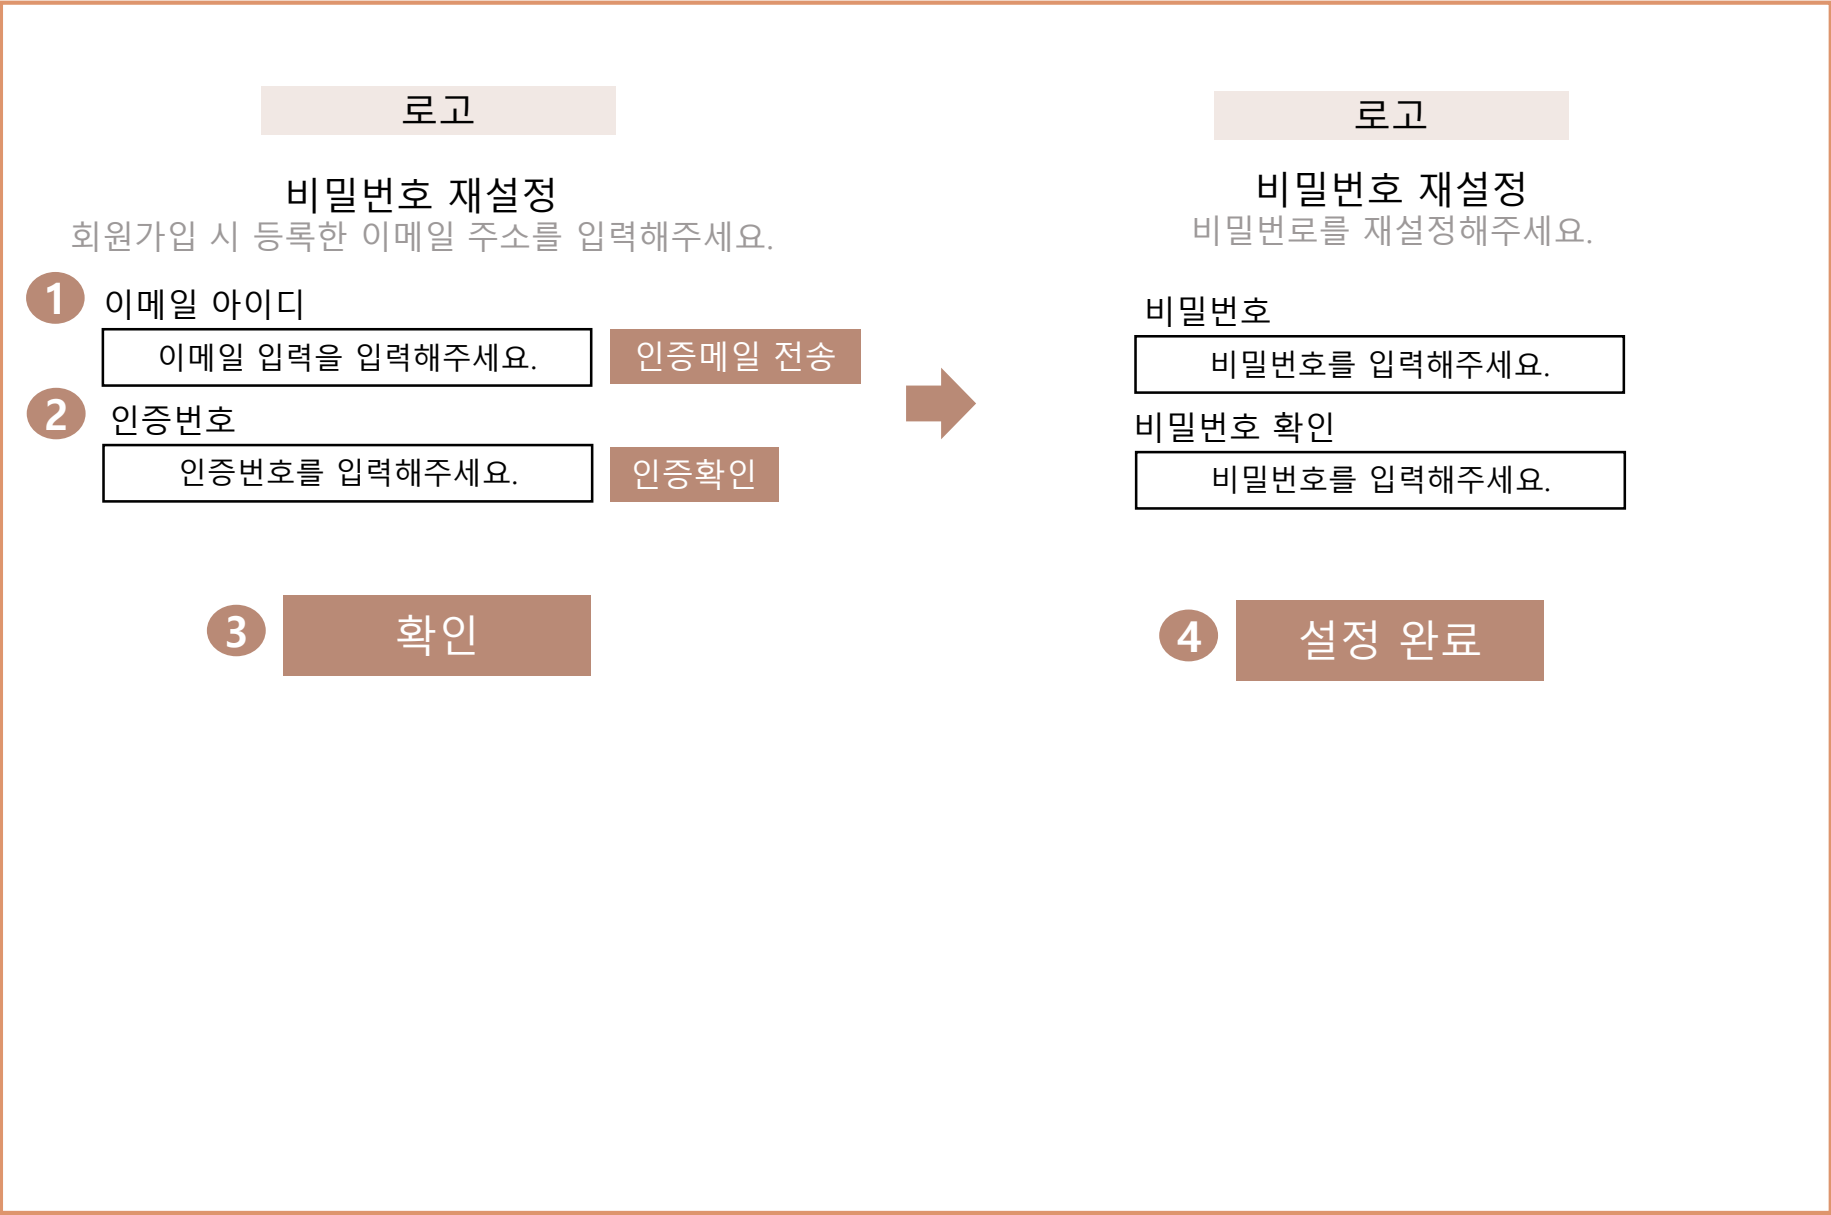 로고
비밀번호 재설정
회원가입 시 등록한 이메일 주소를 입력해주세요.
1 이메일 아이디
이메일 입력을 입력해주세요. 인증메일 전송
2 인증번호
인증번호를 입력해주세요. 인증확인
3 확인
로고
비밀번호 재설정
비밀번로를 재설정해주세요.
비밀번호
비밀번호를 입력해주세요.
비밀번호 확인
비밀번호를 입력해주세요.
4 설정 완료